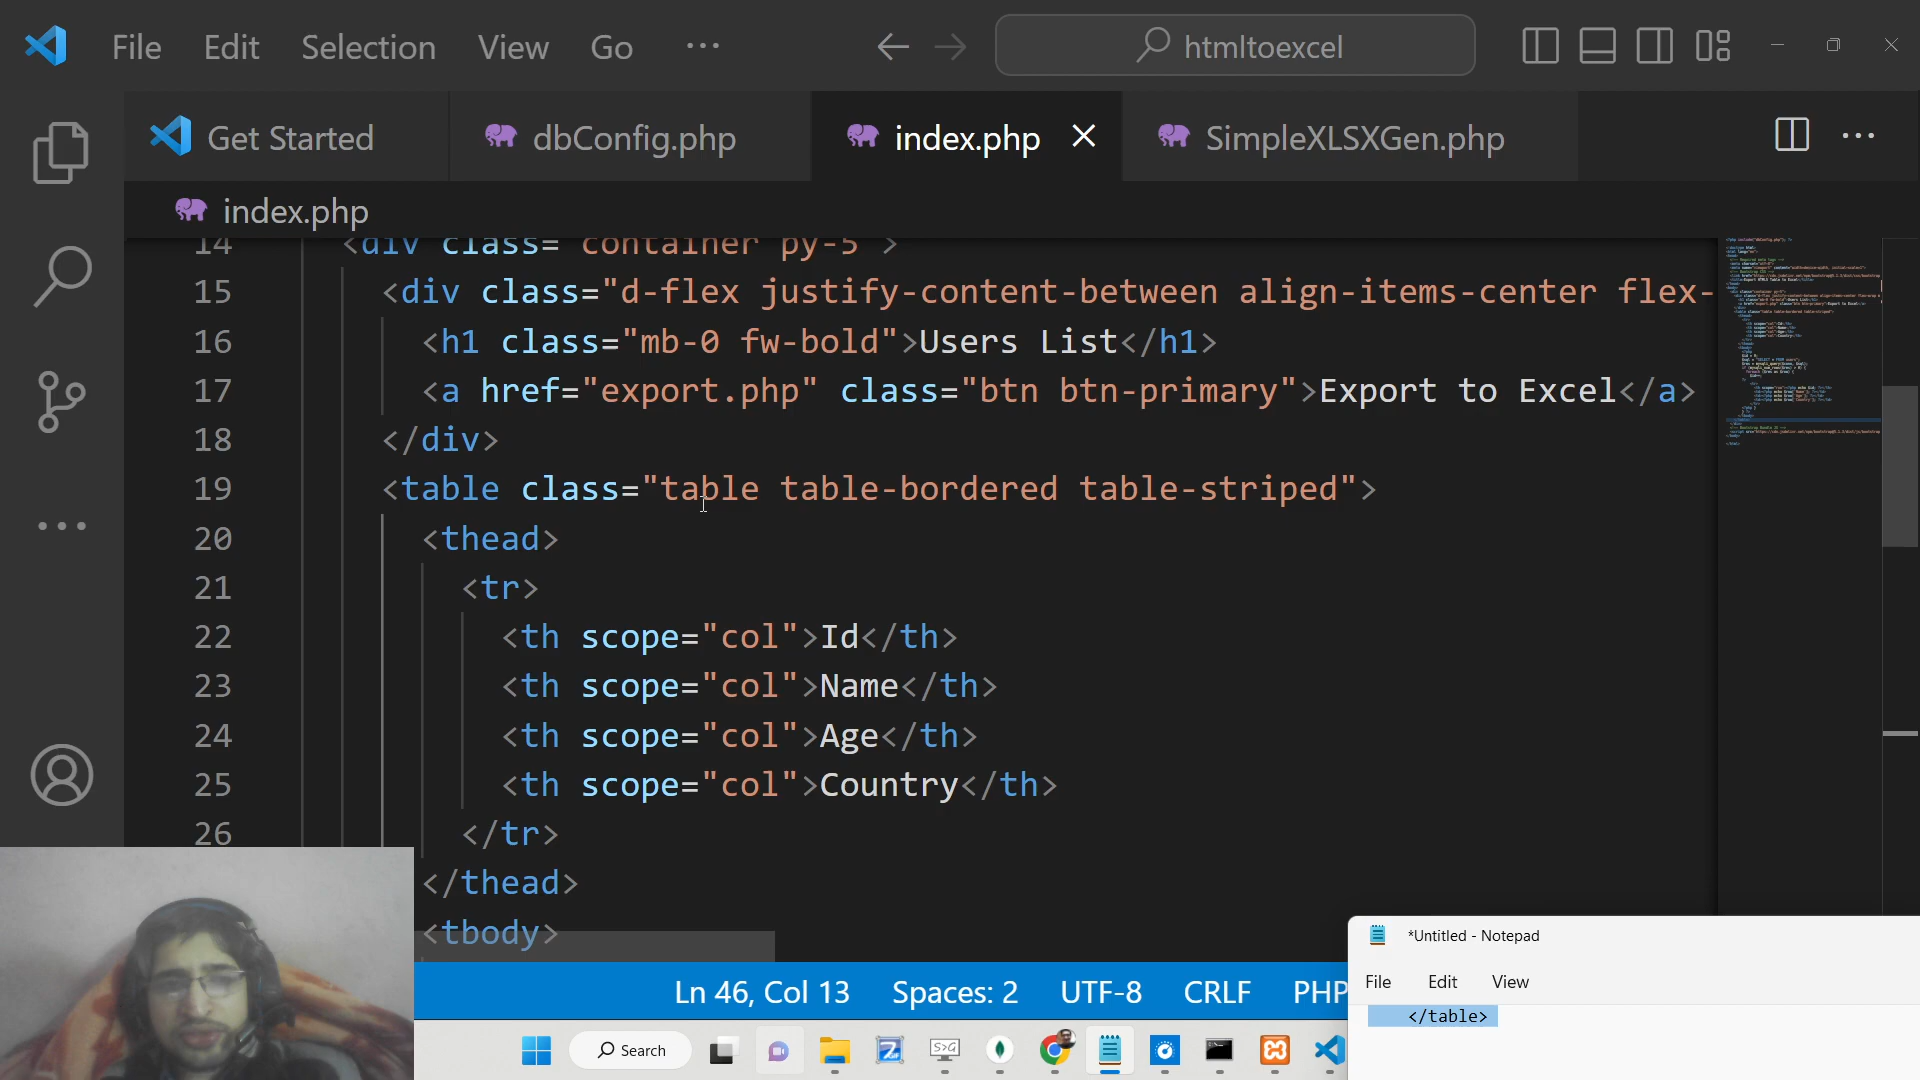 File Edit Selection View Go ··· htmltoexcel
Get Started dbConfig.php index.php SimpleXLSXGen.php
index.php
14 <div class="container py-5">
15 <div class="d-flex justify-content-between align-items-center flex-
16 <h1 class="mb-0 fw-bold">Users List</h1>
17 <a href="export.php" class="btn btn-primary">Export to Excel</a>
18 </div>
19 <table class="table table-bordered table-striped">
20 <thead>
21 <tr>
22 <th scope="col">Id</th>
23 <th scope="col">Name</th>
24 <th scope="col">Age</th>
25 <th scope="col">Country</th>
26 </tr>
</thead>
<tbody>
Ln 46, Col 13 Spaces: 2 UTF-8 CRLF PHP
*Untitled - Notepad
File Edit View
</table>
Search